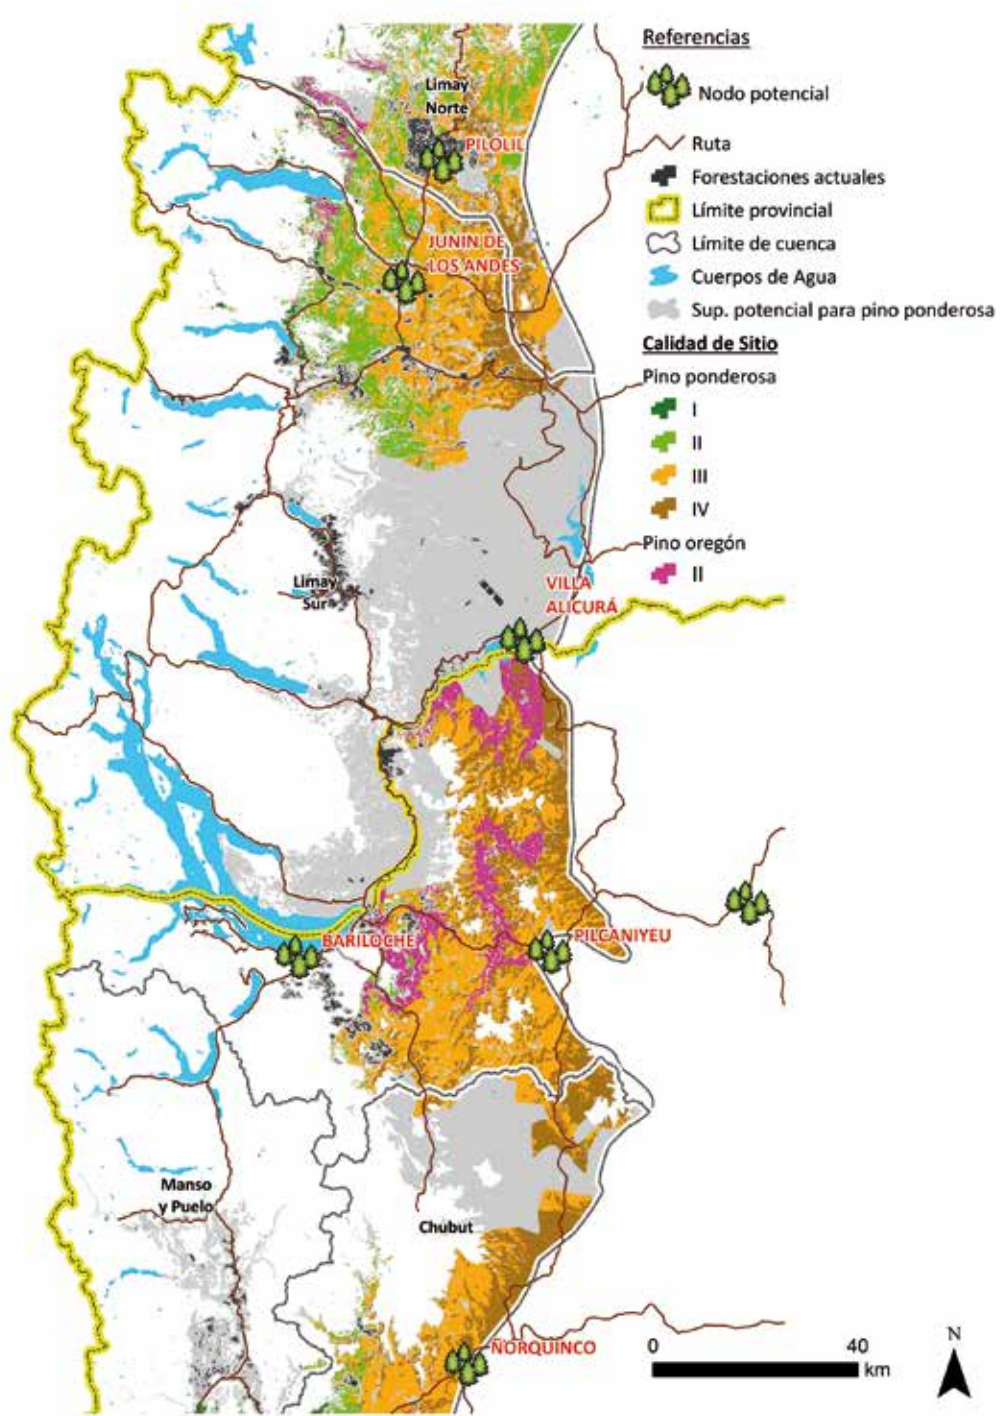 Referencias
Nodo potencial
Ruta
Forestaciones actuales
Límite provincial
Límite de cuenca
Cuerpos de Agua
Sup. potencial para pino ponderosa
Calidad de Sitio
Pino ponderosa
I
II
III
IV
Pino oregón
II
Limay
Norte
PILOLIL
JUNIN DE
LOS ANDES
Limay
Sur
VILLA
ALICURÁ
BARILOCHE
PILCANIYEU
Manso
y Puelo
Chubut
ÑORQUINCO
0 40
km
N